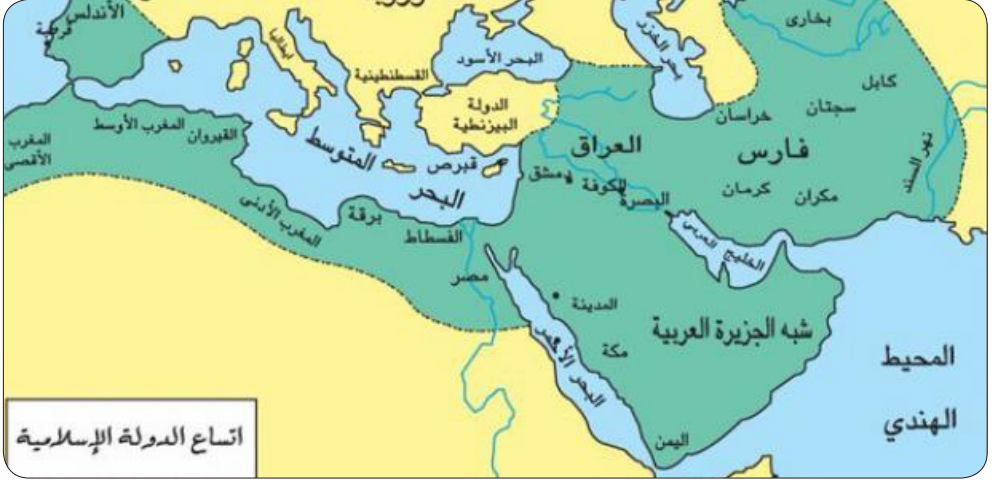 بخارى
الأندلس
قرطبة
بحر الخزر
إيطاليا
البحر الأسود
القسطنطينية
كابل
سجتان
خراسان
الدولة
البيزنطية
المغرب الأوسط
القيروان
المغرب
الأقصى
المتوسط
البحر
قبرص
العراق
فارس
نهر السند
دمشق
الكوفة
البصرة
كرمان
مكران
برقة
المغرب الأدنى
الفسطاط
الخليج العربي
مصر
المدينة
شبه الجزيرة العربية
مكة
البحر الأحمر
المحيط
الهندي
اليمن
اتساع الدولة الإسلامية